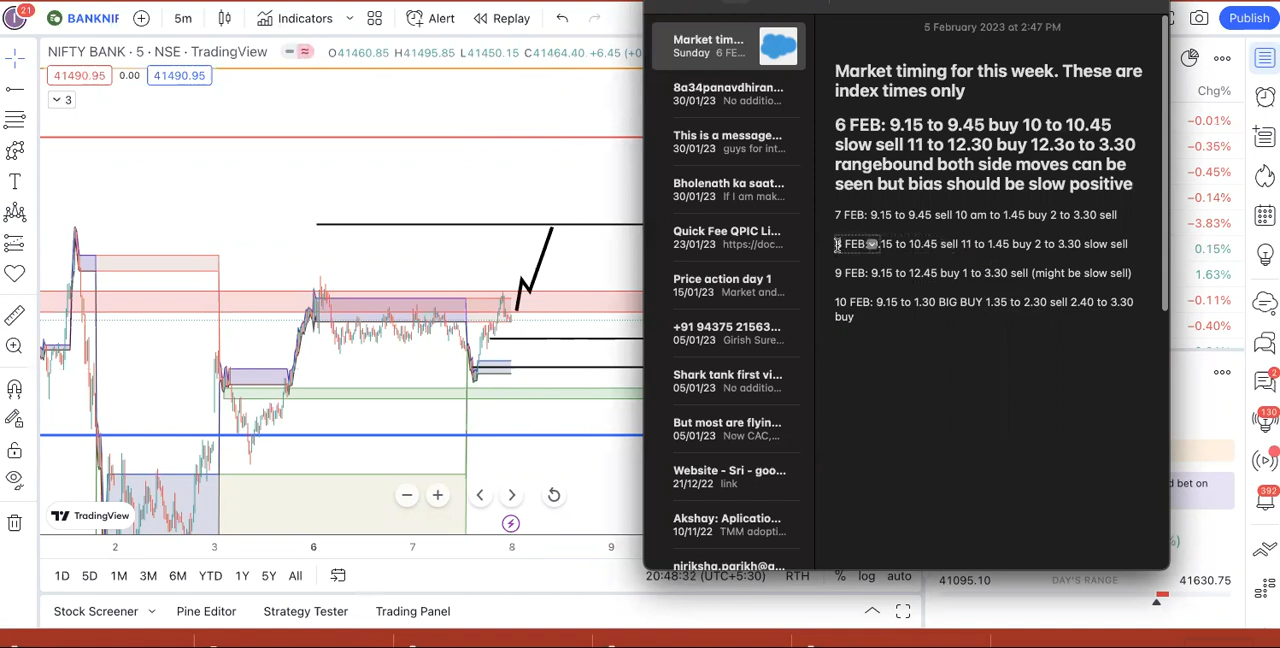 21
BANKNIF
5m
Indicators
Alert
Replay
Publish
NIFTY BANK · 5 · NSE · TradingView
O41460.85 H41495.85 L41450.15 C41464.40 +6.45 (+0
41490.95
0.00
41490.95
3
TradingView
2
3
6
7
8
9
1D
5D
1M
3M
6M
YTD
1Y
5Y
All
20:48:32 (UTC+5:30)
RTH
%
log
auto
Stock Screener
Pine Editor
Strategy Tester
Trading Panel
Market tim...
Sunday 6 FE...
8a34panavdhiran...
30/01/23 No additio...
This is a message...
30/01/23 guys for int...
Bholenath ka saat...
30/01/23 If I am mak...
Quick Fee QPIC Li...
23/01/23 https://doc...
Price action day 1
15/01/23 Market and...
+91 94375 21563...
05/01/23 Girish Sure...
Shark tank first vi...
05/01/23 No additio...
But most are flyin...
05/01/23 Now CAC,...
Website - Sri - goo...
21/12/22 link
Akshay: Aplicatio...
10/11/22 TMM adopti...
niriksha.parikh@g...
5 February 2023 at 2:47 PM
Market timing for this week. These are
index times only
6 FEB: 9.15 to 9.45 buy 10 to 10.45
slow sell 11 to 12.30 buy 12.3o to 3.30
rangebound both side moves can be
seen but bias should be slow positive
7 FEB: 9.15 to 9.45 sell 10 am to 1.45 buy 2 to 3.30 sell
8 FEB: 9.15 to 10.45 sell 11 to 1.45 buy 2 to 3.30 slow sell
9 FEB: 9.15 to 12.45 buy 1 to 3.30 sell (might be slow sell)
10 FEB: 9.15 to 1.30 BIG BUY 1.35 to 2.30 sell 2.40 to 3.30
buy
Chg%
−0.01%
−0.35%
−0.45%
−0.14%
−3.83%
0.15%
1.63%
−0.11%
−0.40%
d bet on
%)
41095.10
DAY'S RANGE
41630.75
2
130
392